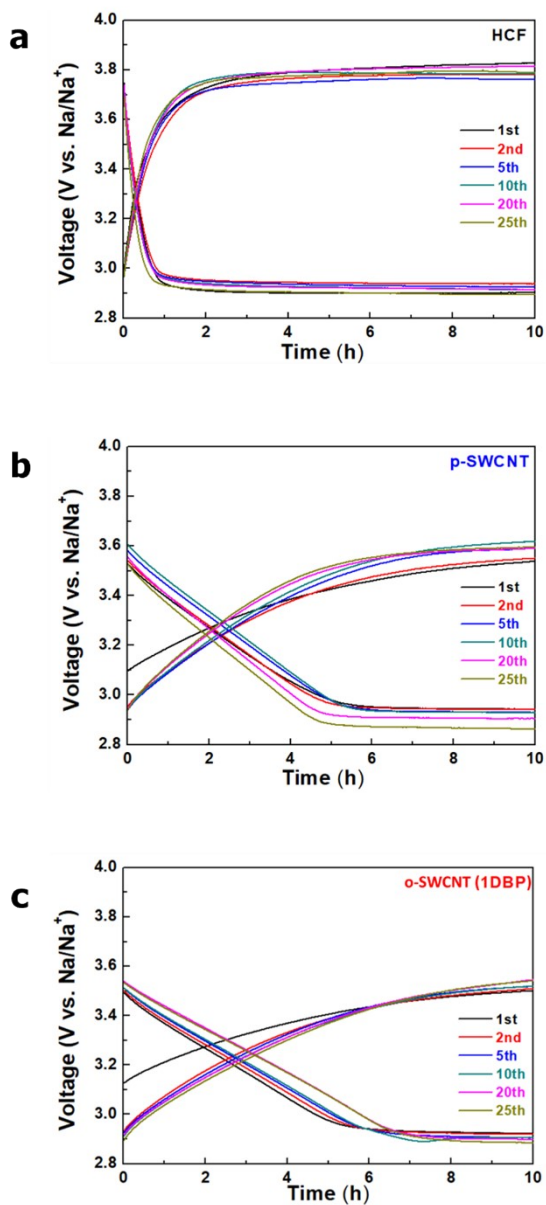 a
HCF
4.0
3.8
3.6
3.4
3.2
3.0
2.8
Voltage (V vs. Na/Na⁺)
1st
2nd
5th
10th
20th
25th
0 2 4 6 8 10
Time (h)
b
p-SWCNT
4.0
3.8
3.6
3.4
3.2
3.0
2.8
Voltage (V vs. Na/Na⁺)
1st
2nd
5th
10th
20th
25th
0 2 4 6 8 10
Time (h)
c
o-SWCNT (1DBP)
4.0
3.8
3.6
3.4
3.2
3.0
2.8
Voltage (V vs. Na/Na⁺)
1st
2nd
5th
10th
20th
25th
0 2 4 6 8 10
Time (h)